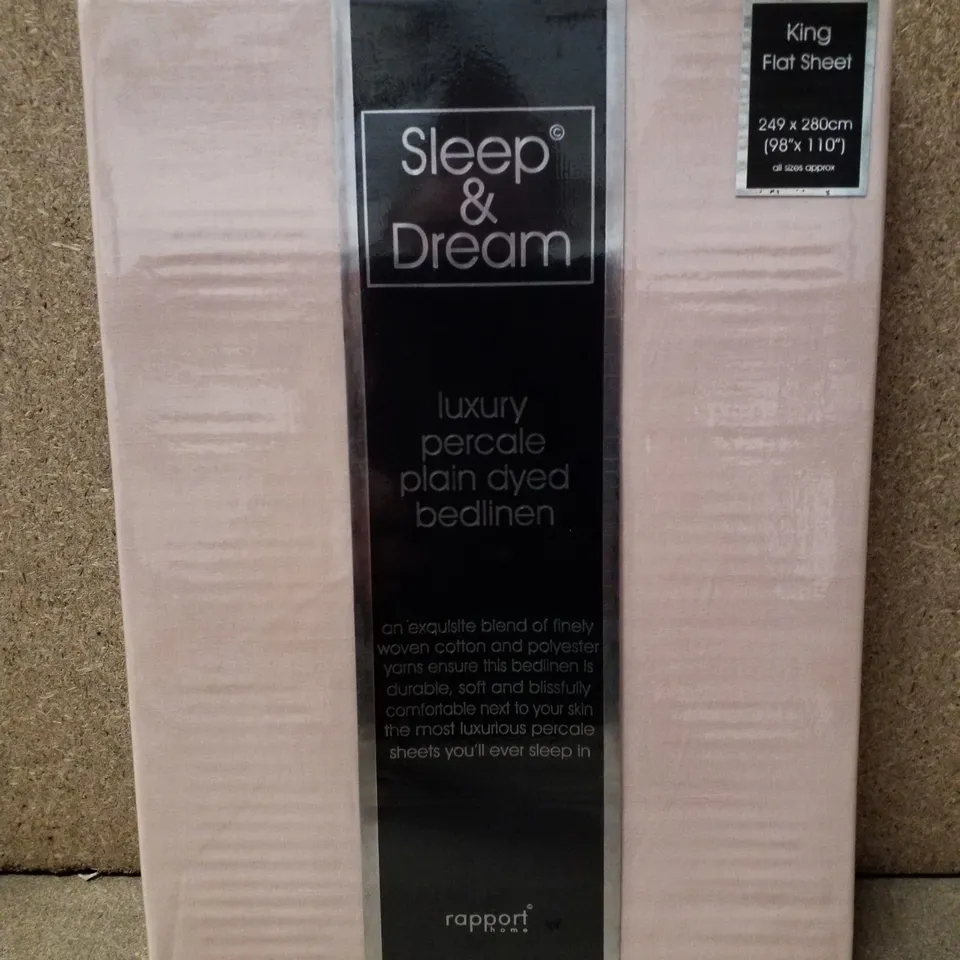 King
Flat Sheet
249 x 280cm
(98"x 110")
all sizes approx
Sleep©
&
Dream
luxury
percale
plain dyed
bedlinen
an exquisite blend of finely
woven cotton and polyester
yarns ensure this bedlinen is
durable, soft and blissfully
comfortable next to your skin
the most luxurious percale
sheets you'll ever sleep in
rapport©
home